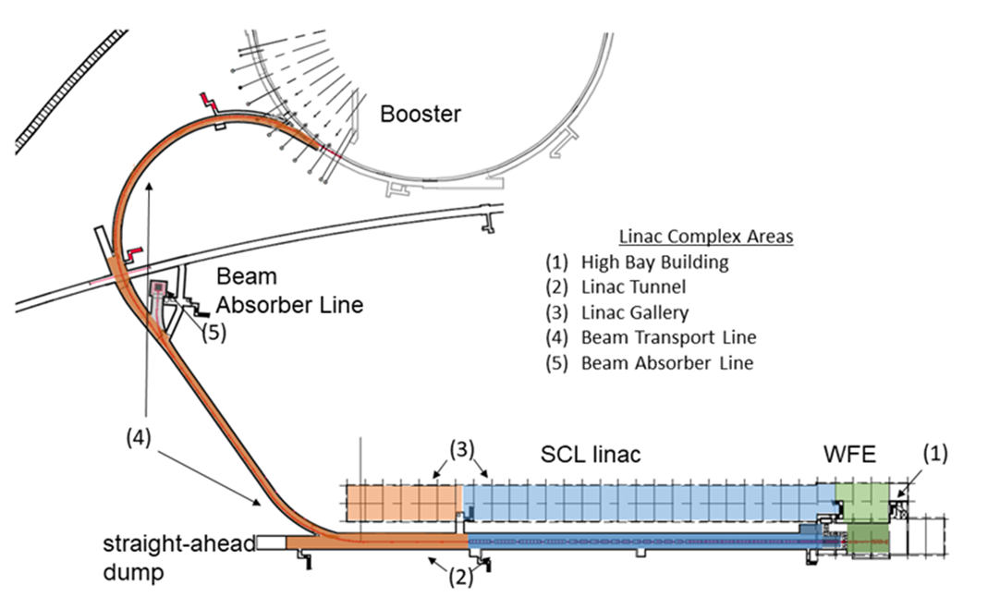 Booster
Linac Complex Areas
(1) High Bay Building
(2) Linac Tunnel
(3) Linac Gallery
(4) Beam Transport Line
(5) Beam Absorber Line
Beam
Absorber Line
(5)
(4)
(3)
SCL linac
WFE
(1)
straight-ahead
dump
(2)